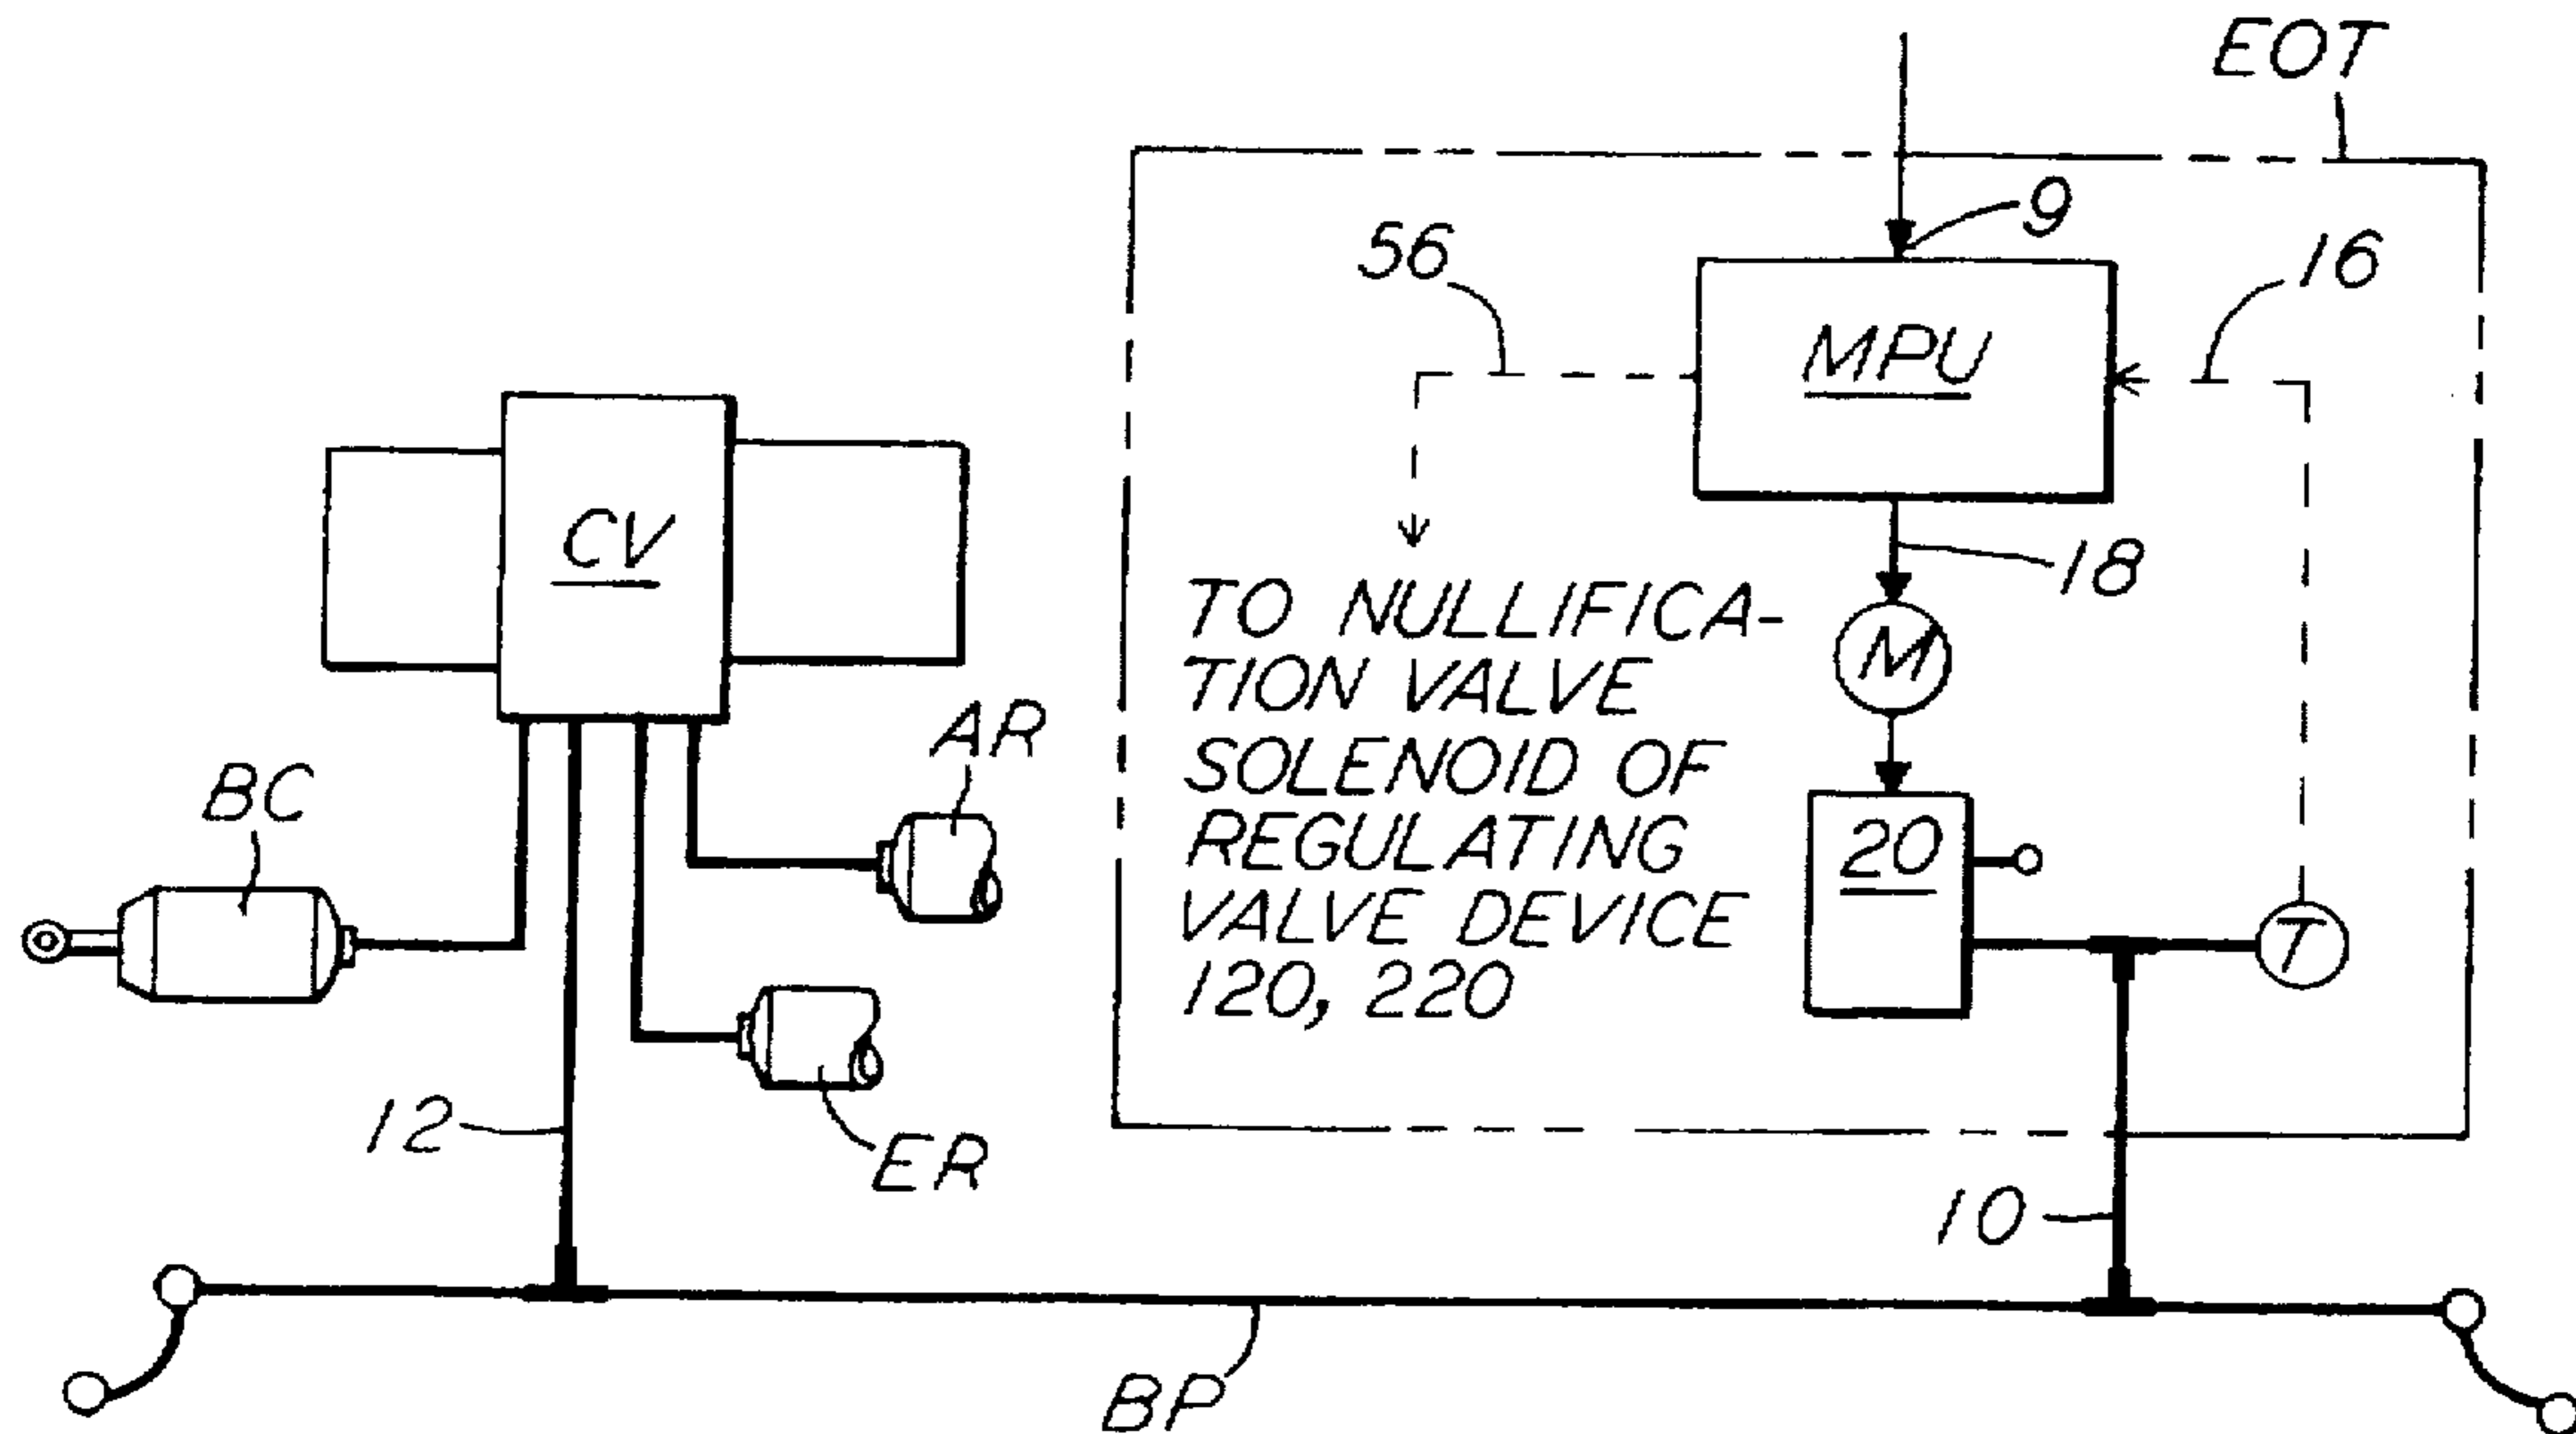 EOT
9
56
16
MPU
CV
18
TO NULLIFICA-
TION VALVE
SOLENOID OF
REGULATING
VALVE DEVICE
120, 220
M
AR
BC
20
T
12
ER
10
BP